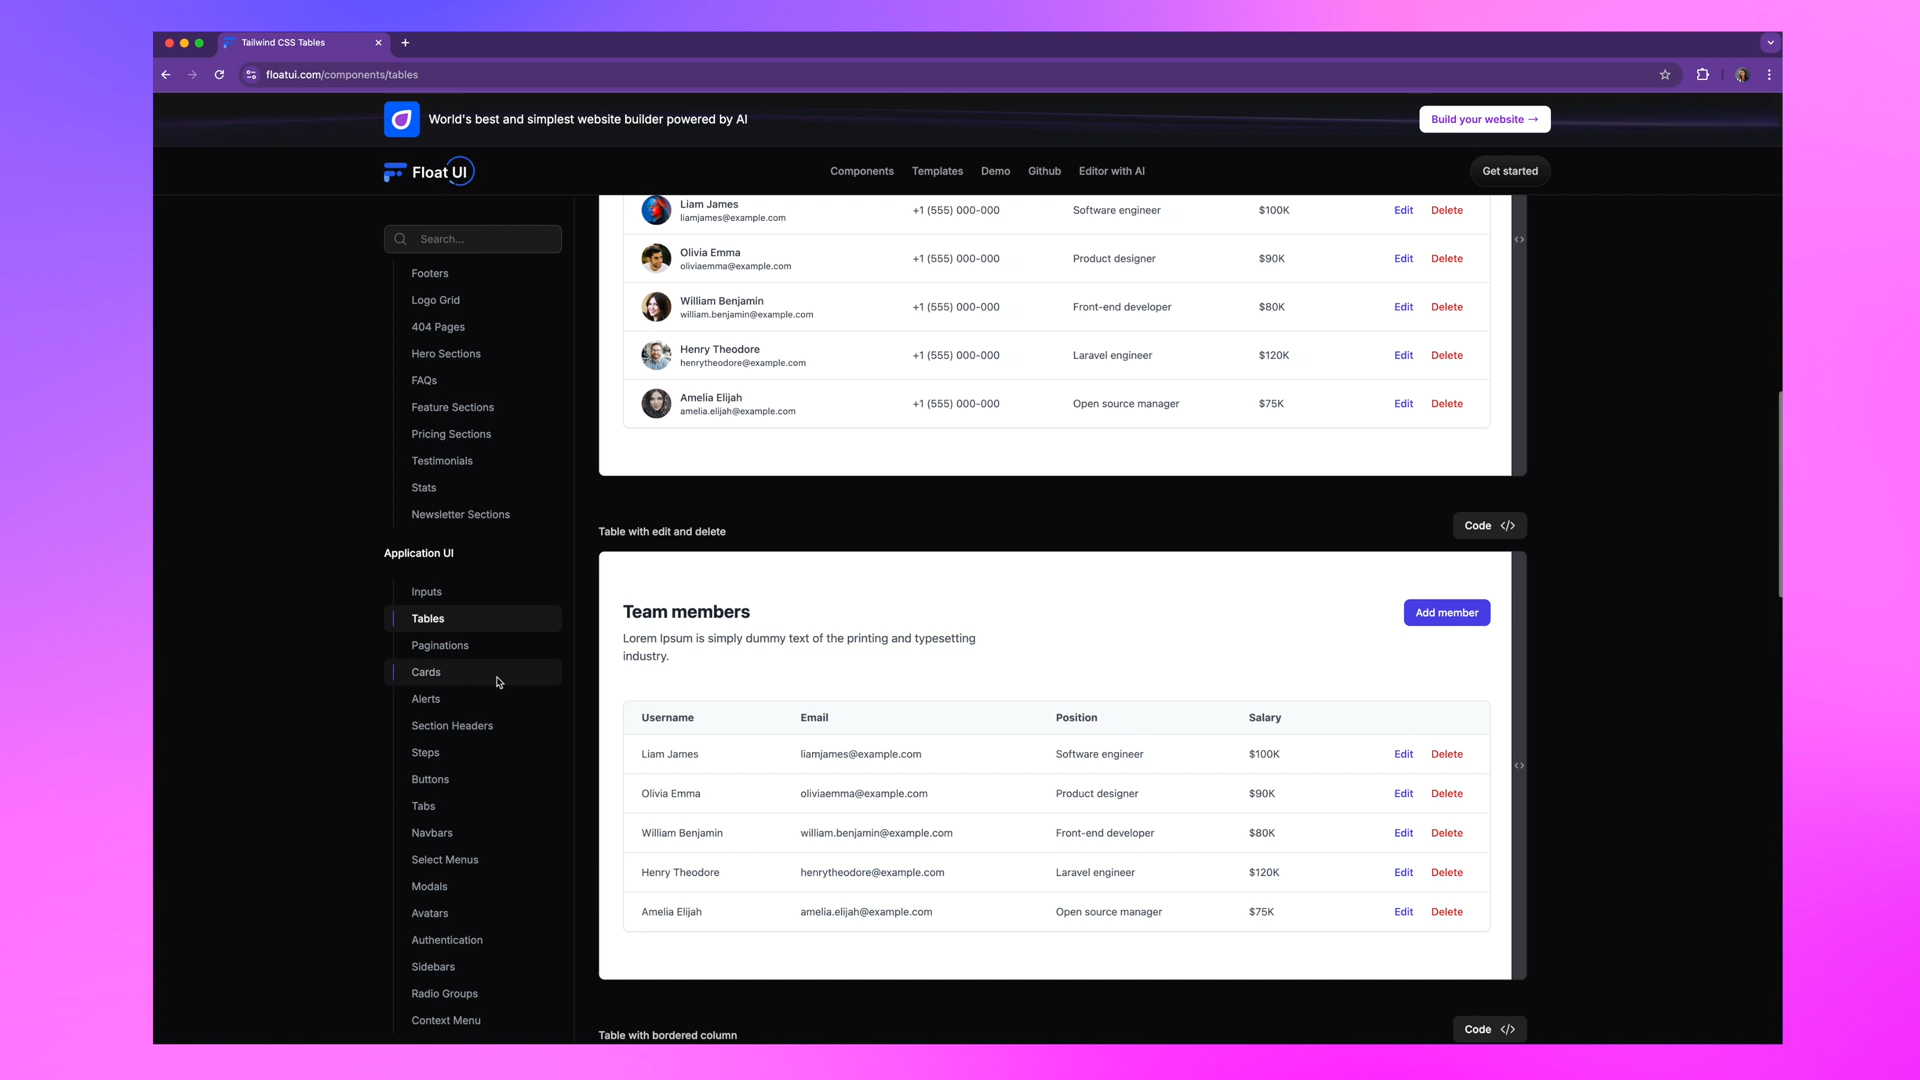 Tailwind CSS Tables
floatui.com/components/tables
World's best and simplest website builder powered by AI
Build your website →
Float UI
Components
Templates
Demo
Github
Editor with AI
Get started
Search...
Footers
Logo Grid
404 Pages
Hero Sections
FAQs
Feature Sections
Pricing Sections
Testimonials
Stats
Newsletter Sections
Application UI
Inputs
Tables
Paginations
Cards
Alerts
Section Headers
Steps
Buttons
Tabs
Navbars
Select Menus
Modals
Avatars
Authentication
Sidebars
Radio Groups
Context Menu
Liam James
liamjames@example.com
+1 (555) 000-000
Software engineer
$100K
Edit
Delete
Olivia Emma
oliviaemma@example.com
+1 (555) 000-000
Product designer
$90K
Edit
Delete
William Benjamin
william.benjamin@example.com
+1 (555) 000-000
Front-end developer
$80K
Edit
Delete
Henry Theodore
henrytheodore@example.com
+1 (555) 000-000
Laravel engineer
$120K
Edit
Delete
Amelia Elijah
amelia.elijah@example.com
+1 (555) 000-000
Open source manager
$75K
Edit
Delete
Table with edit and delete
Code </>
Team members
Lorem Ipsum is simply dummy text of the printing and typesetting
industry.
Add member
Username
Email
Position
Salary
Liam James
liamjames@example.com
Software engineer
$100K
Edit
Delete
Olivia Emma
oliviaemma@example.com
Product designer
$90K
Edit
Delete
William Benjamin
william.benjamin@example.com
Front-end developer
$80K
Edit
Delete
Henry Theodore
henrytheodore@example.com
Laravel engineer
$120K
Edit
Delete
Amelia Elijah
amelia.elijah@example.com
Open source manager
$75K
Edit
Delete
Table with bordered column
Code </>